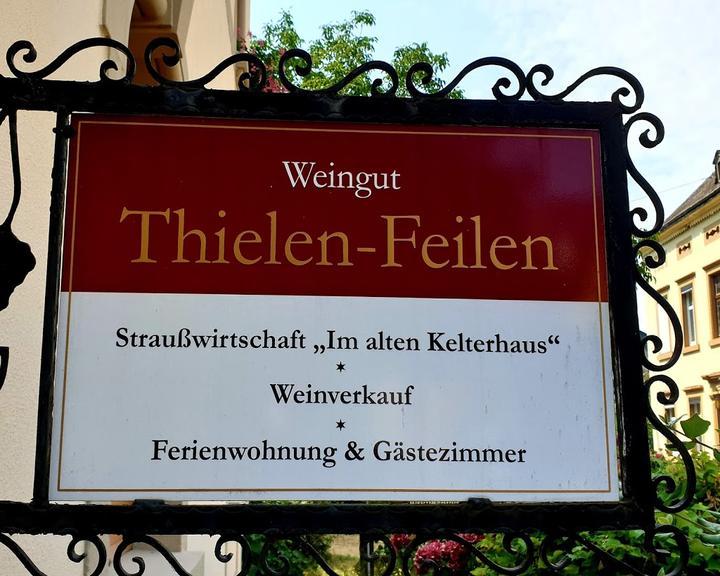 Weingut
Thielen-Feilen
Straußwirtschaft „Im alten Kelterhaus“
Weinverkauf
Ferienwohnung & Gästezimmer